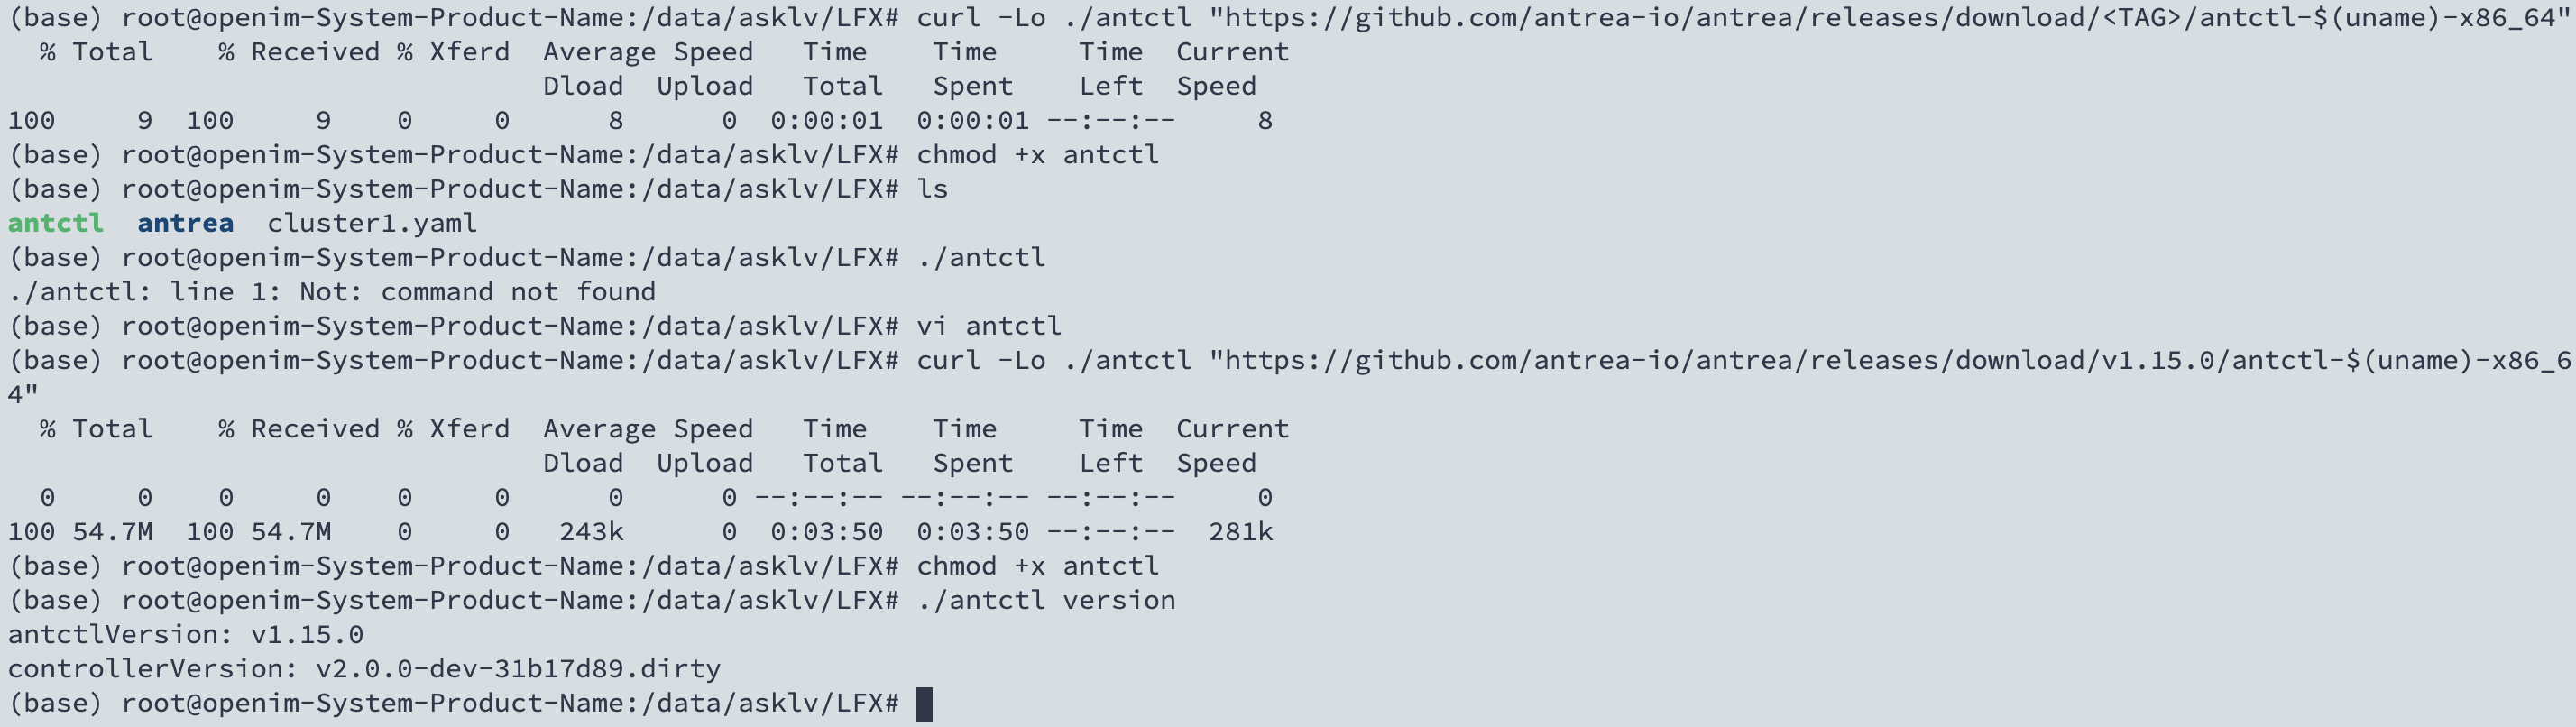 (base) root@openim-System-Product-Name:/data/asklv/LFX# curl -Lo ./antctl "https://github.com/antrea-io/antrea/releases/download/<TAG>/antctl-$(uname)-x86_64"
  % Total    % Received % Xferd  Average Speed   Time    Time     Time  Current
                                 Dload  Upload   Total   Spent    Left  Speed
100     9  100     9    0     0      8      0  0:00:01  0:00:01 --:--:--     8
(base) root@openim-System-Product-Name:/data/asklv/LFX# chmod +x antctl
(base) root@openim-System-Product-Name:/data/asklv/LFX# ls
antctl  antrea  cluster1.yaml
(base) root@openim-System-Product-Name:/data/asklv/LFX# ./antctl
./antctl: line 1: Not: command not found
(base) root@openim-System-Product-Name:/data/asklv/LFX# vi antctl
(base) root@openim-System-Product-Name:/data/asklv/LFX# curl -Lo ./antctl "https://github.com/antrea-io/antrea/releases/download/v1.15.0/antctl-$(uname)-x86_6
4"
  % Total    % Received % Xferd  Average Speed   Time    Time     Time  Current
                                 Dload  Upload   Total   Spent    Left  Speed
  0     0    0     0    0     0      0      0 --:--:-- --:--:-- --:--:--     0
100 54.7M  100 54.7M    0     0   243k      0  0:03:50  0:03:50 --:--:--  281k
(base) root@openim-System-Product-Name:/data/asklv/LFX# chmod +x antctl
(base) root@openim-System-Product-Name:/data/asklv/LFX# ./antctl version
antctlVersion: v1.15.0
controllerVersion: v2.0.0-dev-31b17d89.dirty
(base) root@openim-System-Product-Name:/data/asklv/LFX#